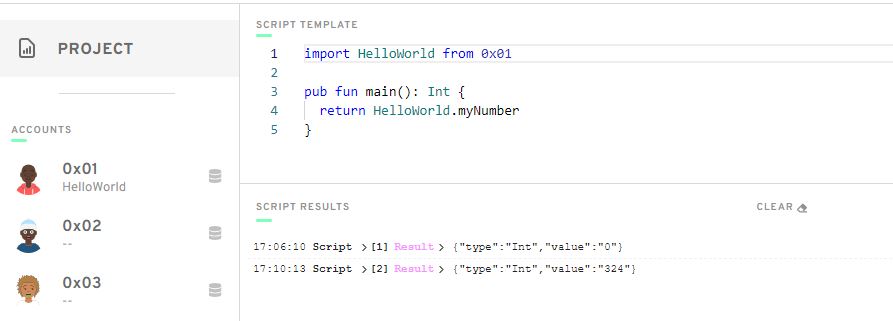 PROJECT
ACCOUNTS
0x01
HelloWorld
0x02
--
0x03
--
SCRIPT TEMPLATE
1 import HelloWorld from 0x01
2
3 pub fun main(): Int {
4   return HelloWorld.myNumber
5 }
SCRIPT RESULTS
CLEAR
17:06:10 Script > [1] Result > {"type":"Int","value":"0"}
17:10:13 Script > [2] Result > {"type":"Int","value":"324"}